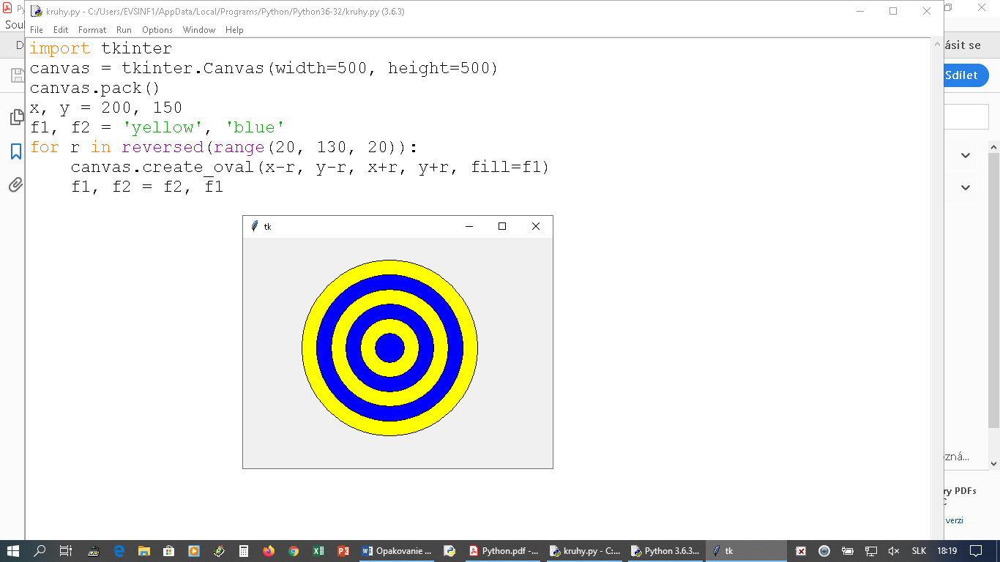 Py
kruhy.py - C:/Users/EVSINF1/AppData/Local/Programs/Python/Python36-32/kruhy.py (3.6.3)
Sou
File Edit Format Run Options Window Help
D
ásit se
Sdílet
import tkinter
canvas = tkinter.Canvas(width=500, height=500)
canvas.pack()
x, y = 200, 150
f1, f2 = 'yellow', 'blue'
for r in reversed(range(20, 130, 20)):
    canvas.create_oval(x-r, y-r, x+r, y+r, fill=f1)
    f1, f2 = f2, f1
tk
ozná...
ry PDFs
C
verzi
Opakovanie ...
Python.pdf -...
kruhy.py - C:...
Python 3.6.3...
tk
SLK
18:19